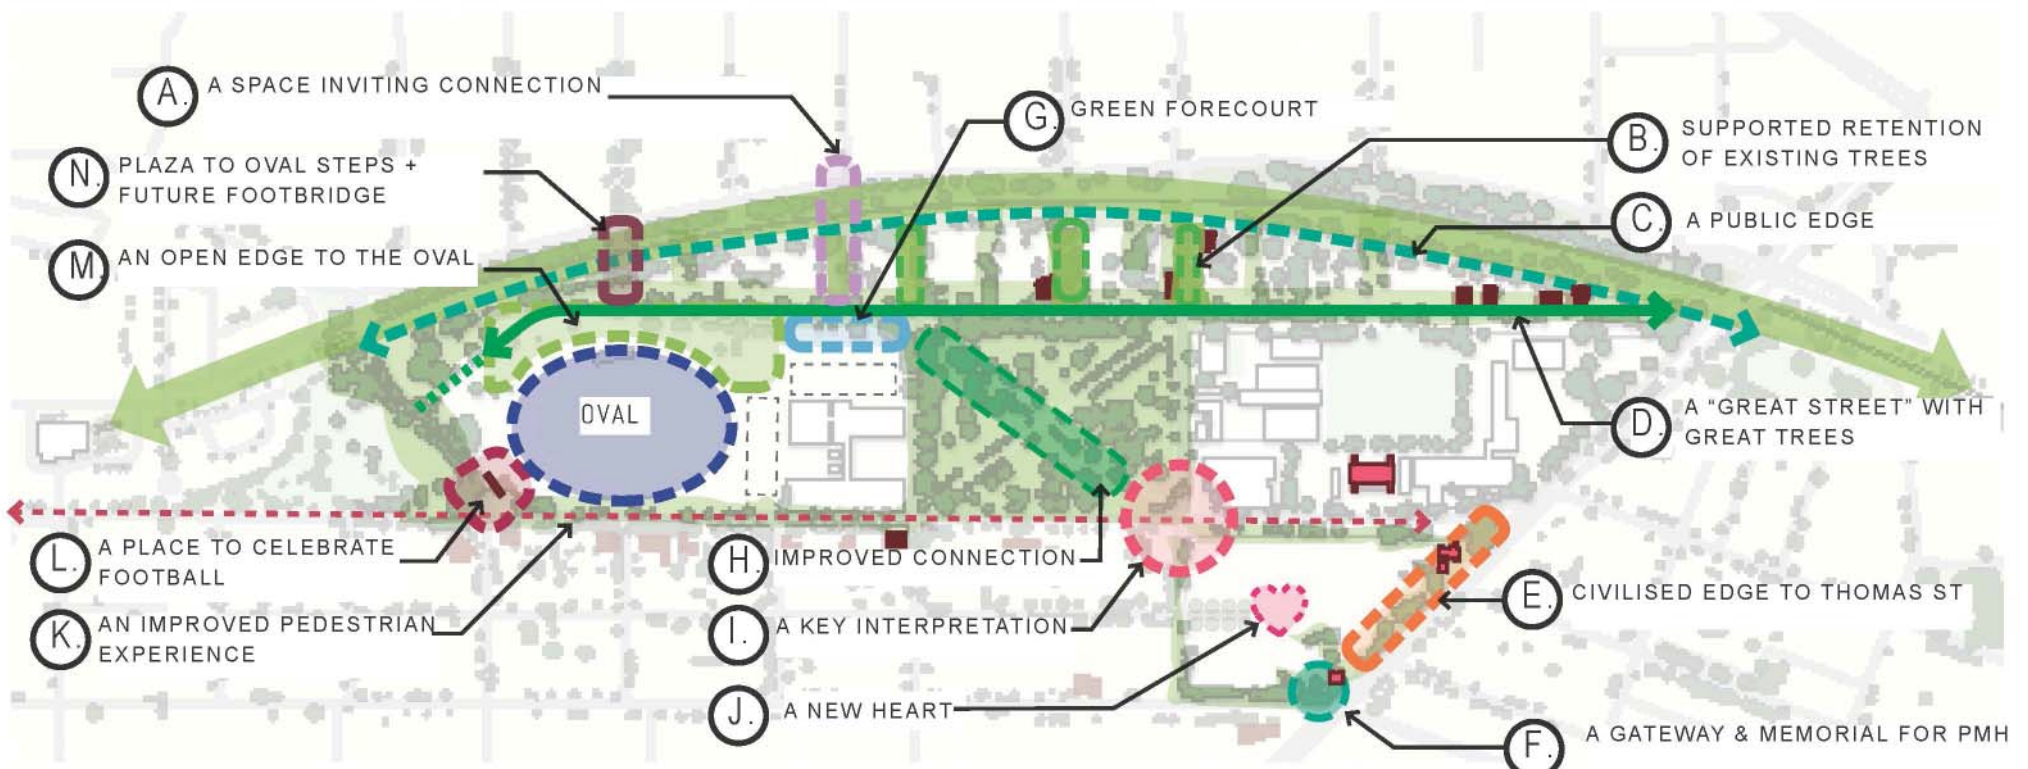 A. A SPACE INVITING CONNECTION
G. GREEN FORECOURT
B. SUPPORTED RETENTION
OF EXISTING TREES
N. PLAZA TO OVAL STEPS +
FUTURE FOOTBRIDGE
C. A PUBLIC EDGE
M. AN OPEN EDGE TO THE OVAL
OVAL
D. A “GREAT STREET” WITH
GREAT TREES
L. A PLACE TO CELEBRATE
FOOTBALL
H. IMPROVED CONNECTION
E. CIVILISED EDGE TO THOMAS ST
K. AN IMPROVED PEDESTRIAN
EXPERIENCE
I. A KEY INTERPRETATION
J. A NEW HEART
F. A GATEWAY & MEMORIAL FOR PMH